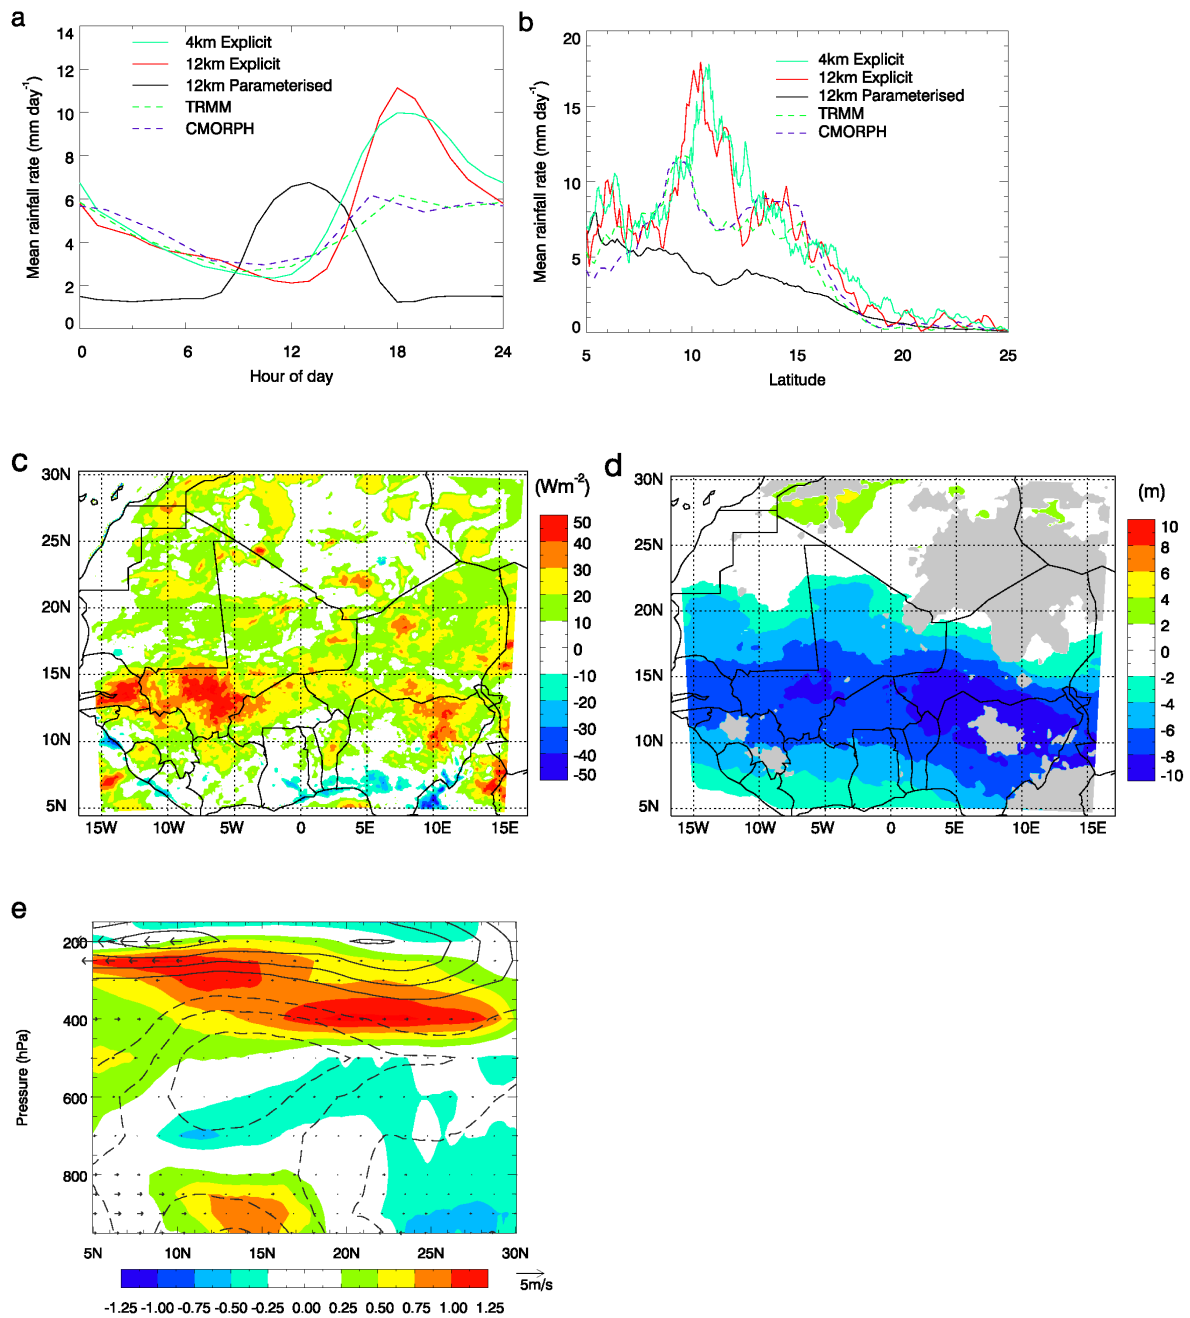 a
14
12
10
8
6
4
2
0
Mean rainfall rate (mm day-1)
4km Explicit
12km Explicit
12km Parameterised
TRMM
CMORPH
0 6 12 18 24
Hour of day
b
20
15
10
5
0
Mean rainfall rate (mm day-1)
4km Explicit
12km Explicit
12km Parameterised
TRMM
CMORPH
5 10 15 20 25
Latitude
c
30N
25N
20N
15N
10N
5N
15W 10W 5W 0 5E 10E 15E
(Wm-2)
50
40
30
20
10
0
-10
-20
-30
-40
-50
d
30N
25N
20N
15N
10N
5N
15W 10W 5W 0 5E 10E 15E
(m)
10
8
6
4
2
0
-2
-4
-6
-8
-10
e
200
400
600
800
Pressure (hPa)
5N 10N 15N 20N 25N 30N
5m/s
-1.25 -1.00 -0.75 -0.50 -0.25 0.00 0.25 0.50 0.75 1.00 1.25